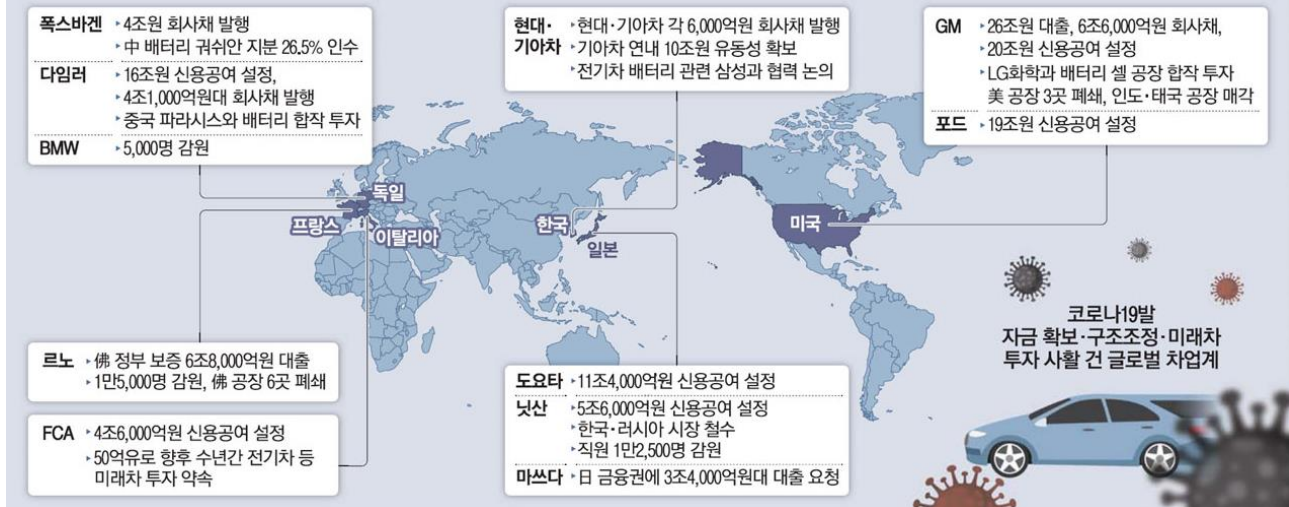 폭스바겐 ▸4조원 회사채 발행
▸中 배터리 궈쉬안 지분 26.5% 인수
다임러 ▸16조원 신용공여 설정,
▸4조1,000억원대 회사채 발행
▸중국 파라시스와 배터리 합작 투자
BMW ▸5,000명 감원
현대· ▸현대·기아차 각 6,000억원 회사채 발행
기아차 ▸기아차 연내 10조원 유동성 확보
▸전기차 배터리 관련 삼성과 협력 논의
GM ▸26조원 대출, 6조6,000억원 회사채,
▸20조원 신용공여 설정
▸LG화학과 배터리 셀 공장 합작 투자
美 공장 3곳 폐쇄, 인도·태국 공장 매각
포드 ▸19조원 신용공여 설정
독일
프랑스
이탈리아
한국
일본
미국
르노 ▸佛 정부 보증 6조8,000억원 대출
▸1만5,000명 감원, 佛 공장 6곳 폐쇄
FCA ▸4조6,000억원 신용공여 설정
▸50억유로 향후 수년간 전기차 등
미래차 투자 약속
도요타 ▸11조4,000억원 신용공여 설정
닛산 ▸5조6,000억원 신용공여 설정
▸한국·러시아 시장 철수
▸직원 1만2,500명 감원
마쓰다 ▸日 금융권에 3조4,000억원대 대출 요청
코로나19발
자금 확보·구조조정·미래차
투자 사활 건 글로벌 차업계